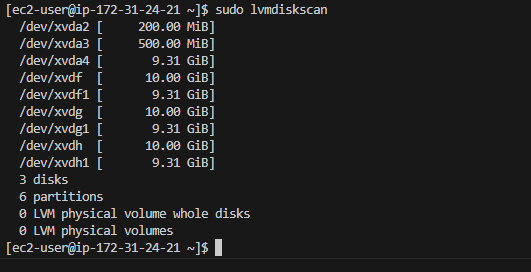 [ec2-user@ip-172-31-24-21 ~]$ sudo lvmdiskscan
  /dev/xvda2 [     200.00 MiB]
  /dev/xvda3 [     500.00 MiB]
  /dev/xvda4 [       9.31 GiB]
  /dev/xvdf  [      10.00 GiB]
  /dev/xvdf1 [       9.31 GiB]
  /dev/xvdg  [      10.00 GiB]
  /dev/xvdg1 [       9.31 GiB]
  /dev/xvdh  [      10.00 GiB]
  /dev/xvdh1 [       9.31 GiB]
  3 disks
  6 partitions
  0 LVM physical volume whole disks
  0 LVM physical volumes
[ec2-user@ip-172-31-24-21 ~]$